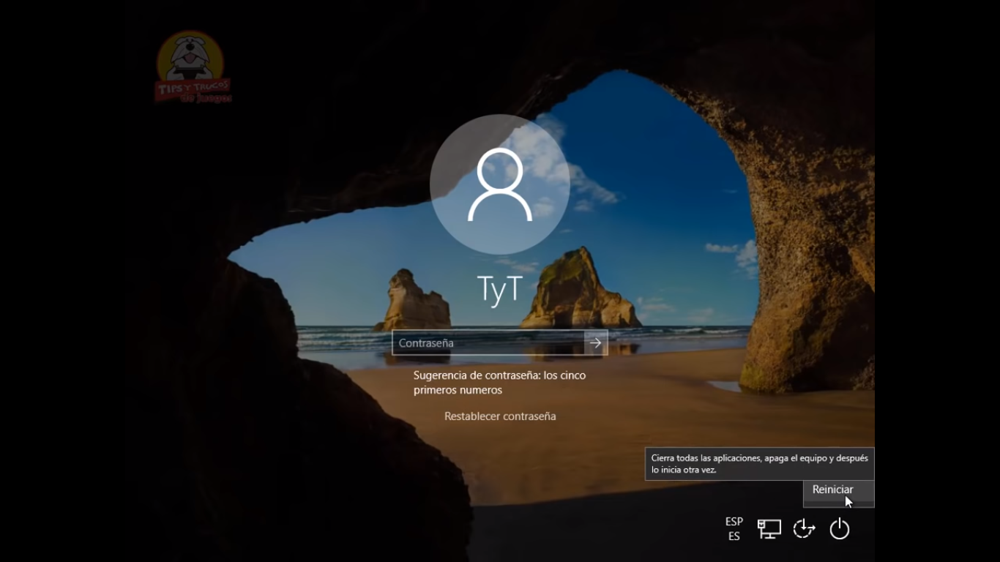 TIPS Y TRUCOS
de juegos
TyT
Contraseña
Sugerencia de contraseña: los cinco
primeros numeros
Restablecer contraseña
Cierra todas las aplicaciones, apaga el equipo y después
lo inicia otra vez.
Reiniciar
ESP
ES